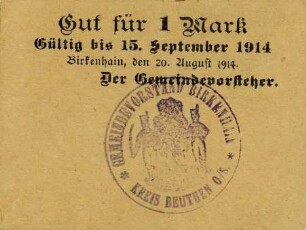 Gut für 1 Mark
Gültig bis 15. September 1914
Birkenhain, den 20. August 1914.
Der Gemeindevorsteher.
* GEMEINDEVORSTAND BIRKENHAIN *
KREIS BEUTHEN O/S.